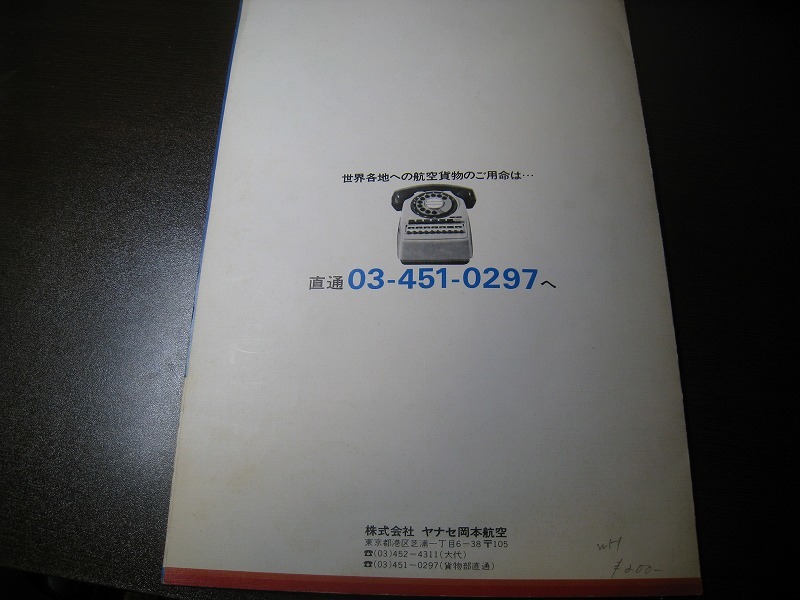 世界各地への航空貨物のご用命は…
直通03-451-0297へ
株式会社 ヤナセ岡本航空
東京都港区芝浦一丁目6-38 〒105
☎(03)452-4311(大代)
☎(03)451-0297(貨物部直通)